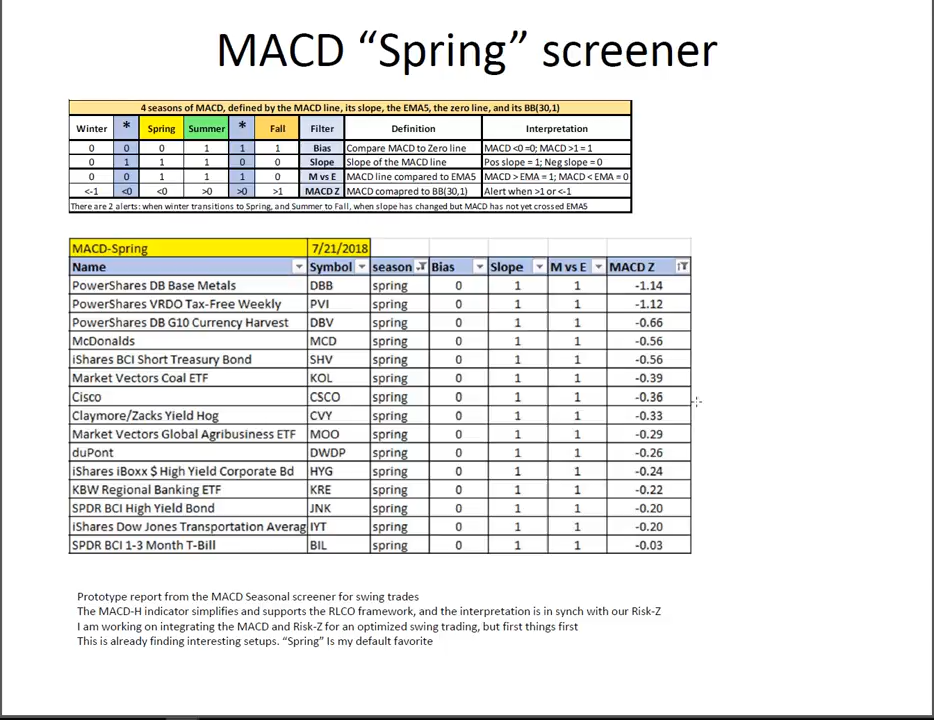 MACD “Spring” screener
4 seasons of MACD, defined by the MACD line, its slope, the EMA5, the zero line, and its BB(30,1)
Winter * Spring Summer * Fall Filter Definition Interpretation
0 0 0 1 1 1 Bias Compare MACD to Zero line MACD <0 =0; MACD >1 = 1
0 1 1 1 0 0 Slope Slope of the MACD line Pos slope = 1; Neg slope = 0
0 0 1 1 1 0 M vs E MACD line compared to EMA5 MACD > EMA = 1; MACD < EMA = 0
<-1 <0 <0 >0 >0 >1 MACD Z MACD comapred to BB(30,1) Alert when >1 or <-1
There are 2 alerts: when winter transitions to Spring, and Summer to Fall, when slope has changed but MACD has not yet crossed EMA5
MACD-Spring 7/21/2018
Name Symbol season Bias Slope M vs E MACD Z
PowerShares DB Base Metals DBB spring 0 1 1 -1.14
PowerShares VRDO Tax-Free Weekly PVI spring 0 1 1 -1.12
PowerShares DB G10 Currency Harvest DBV spring 0 1 1 -0.66
McDonalds MCD spring 0 1 1 -0.56
iShares BCI Short Treasury Bond SHV spring 0 1 1 -0.56
Market Vectors Coal ETF KOL spring 0 1 1 -0.39
Cisco CSCO spring 0 1 1 -0.36
Claymore/Zacks Yield Hog CVY spring 0 1 1 -0.33
Market Vectors Global Agribusiness ETF MOO spring 0 1 1 -0.29
duPont DWDP spring 0 1 1 -0.26
iShares iBoxx $ High Yield Corporate Bd HYG spring 0 1 1 -0.24
KBW Regional Banking ETF KRE spring 0 1 1 -0.22
SPDR BCI High Yield Bond JNK spring 0 1 1 -0.20
iShares Dow Jones Transportation Averag IYT spring 0 1 1 -0.20
SPDR BCI 1-3 Month T-Bill BIL spring 0 1 1 -0.03
Prototype report from the MACD Seasonal screener for swing trades
The MACD-H indicator simplifies and supports the RLCO framework, and the interpretation is in synch with our Risk-Z
I am working on integrating the MACD and Risk-Z for an optimized swing trading, but first things first
This is already finding interesting setups. “Spring” Is my default favorite